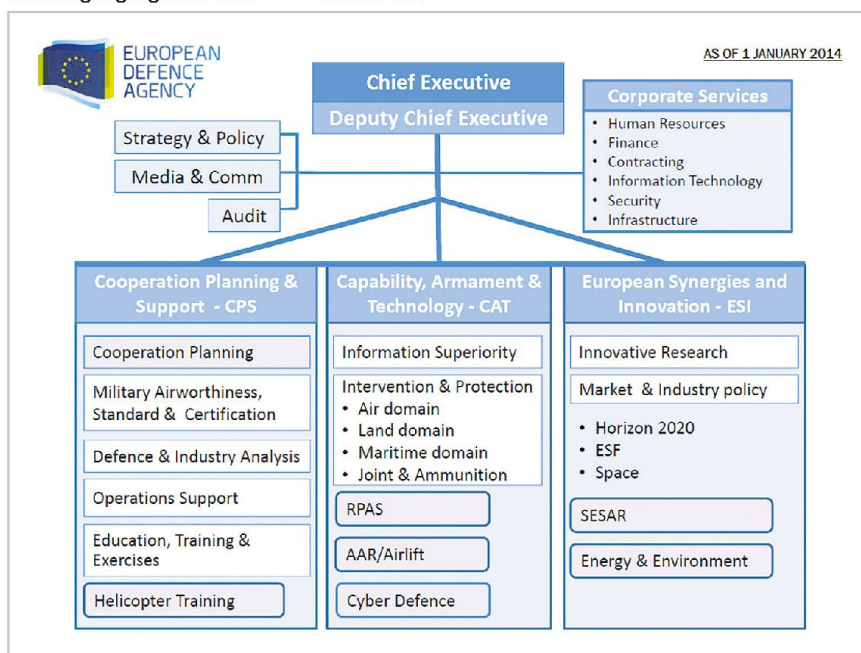 EUROPEAN
DEFENCE
AGENCY
AS OF 1 JANUARY 2014
Chief Executive
Deputy Chief Executive
Corporate Services
• Human Resources
• Finance
• Contracting
• Information Technology
• Security
• Infrastructure
Strategy & Policy
Media & Comm
Audit
Cooperation Planning &
Support - CPS
Cooperation Planning
Military Airworthiness,
Standard & Certification
Defence & Industry Analysis
Operations Support
Education, Training &
Exercises
Helicopter Training
Capability, Armament &
Technology - CAT
Information Superiority
Intervention & Protection
• Air domain
• Land domain
• Maritime domain
• Joint & Ammunition
RPAS
AAR/Airlift
Cyber Defence
European Synergies and
Innovation - ESI
Innovative Research
Market & Industry policy
• Horizon 2020
• ESF
• Space
SESAR
Energy & Environment